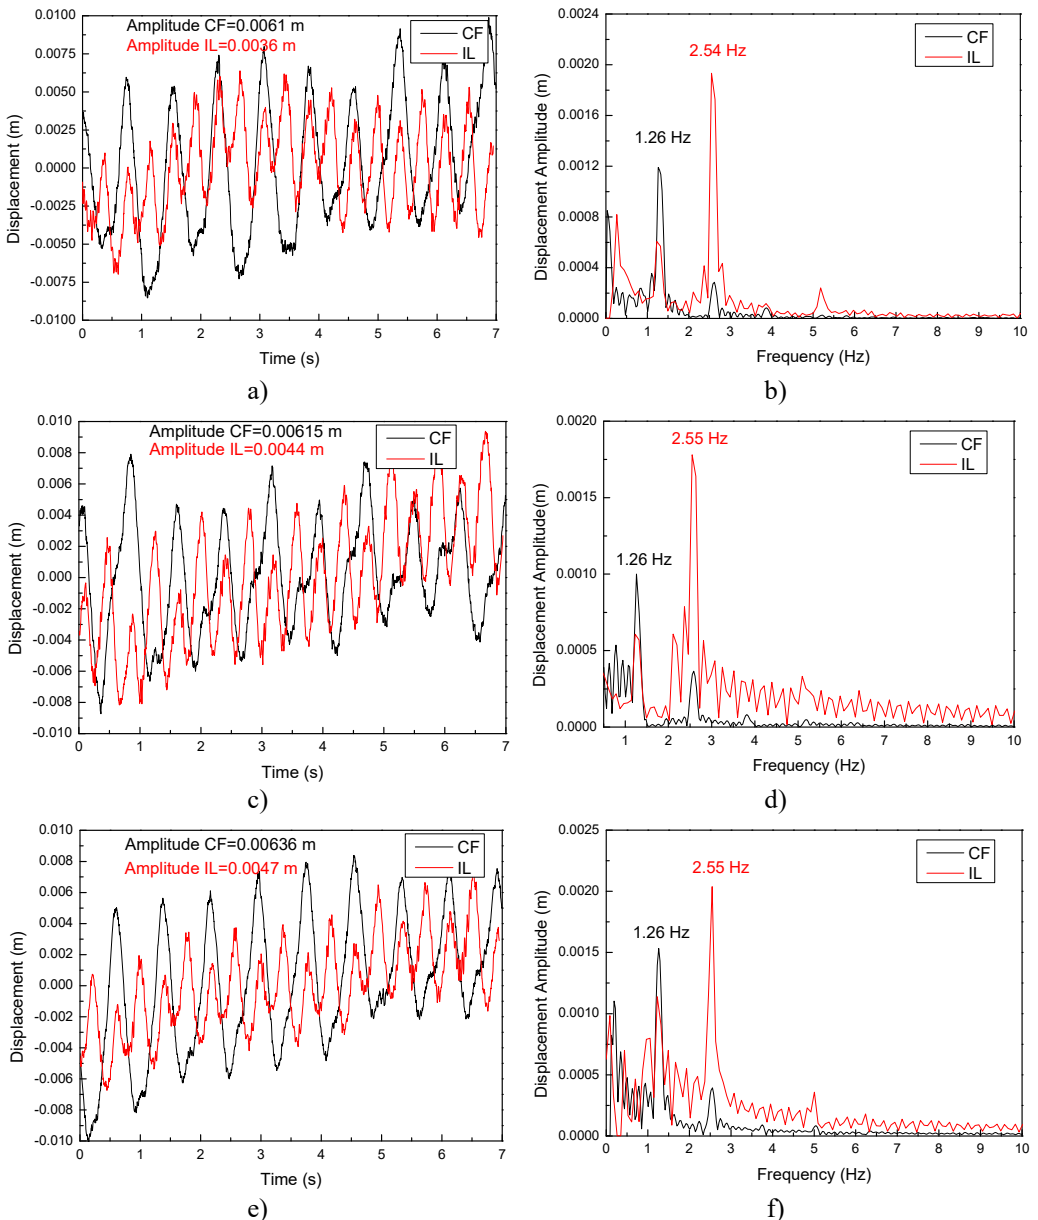 Amplitude CF=0.0061 m
Amplitude IL=0.0036 m
CF
IL
0.0100
0.0075
0.0050
0.0025
0.0000
-0.0025
-0.0050
-0.0075
-0.0100
Displacement (m)
0 1 2 3 4 5 6 7
Time (s)
a)
2.54 Hz
1.26 Hz
CF
IL
0.0024
0.0020
0.0016
0.0012
0.0008
0.0004
0.0000
Displacement Amplitude (m)
0 1 2 3 4 5 6 7 8 9 10
Frequency (Hz)
b)
Amplitude CF=0.00615 m
Amplitude IL=0.0044 m
CF
IL
0.010
0.008
0.006
0.004
0.002
0.000
-0.002
-0.004
-0.006
-0.008
-0.010
Displacement (m)
0 1 2 3 4 5 6 7
Time (s)
c)
2.55 Hz
1.26 Hz
CF
IL
0.0020
0.0015
0.0010
0.0005
0.0000
Displacement Amplitude(m)
1 2 3 4 5 6 7 8 9 10
Frequency (Hz)
d)
Amplitude CF=0.00636 m
Amplitude IL=0.0047 m
CF
IL
0.010
0.008
0.006
0.004
0.002
0.000
-0.002
-0.004
-0.006
-0.008
-0.010
Displacement (m)
0 1 2 3 4 5 6 7
Time (s)
e)
2.55 Hz
1.26 Hz
CF
IL
0.0025
0.0020
0.0015
0.0010
0.0005
0.0000
Displacement Amplitude (m)
0 1 2 3 4 5 6 7 8 9 10
Frequency (Hz)
f)